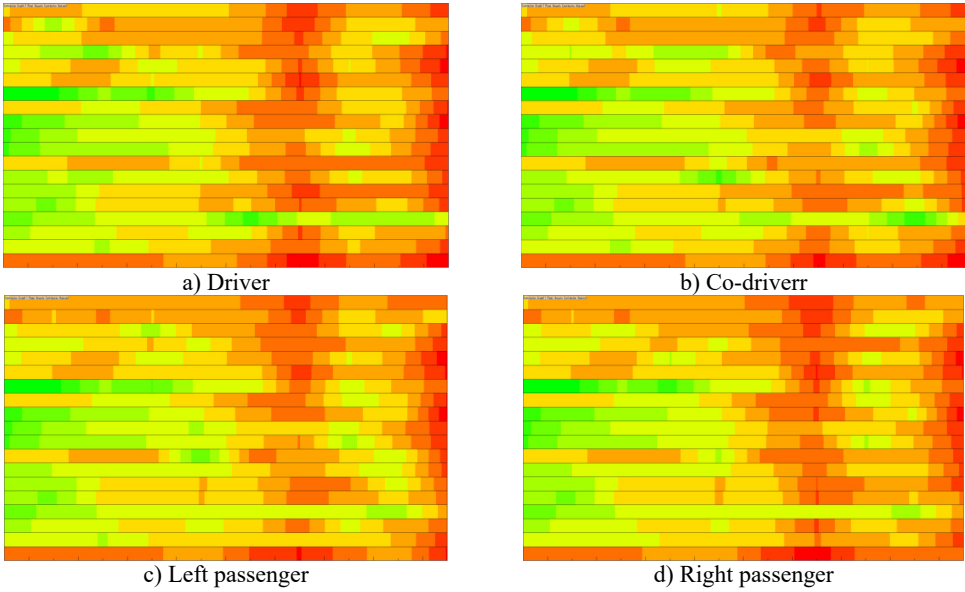 a) Driver
b) Co-driverr
c) Left passenger
d) Right passenger